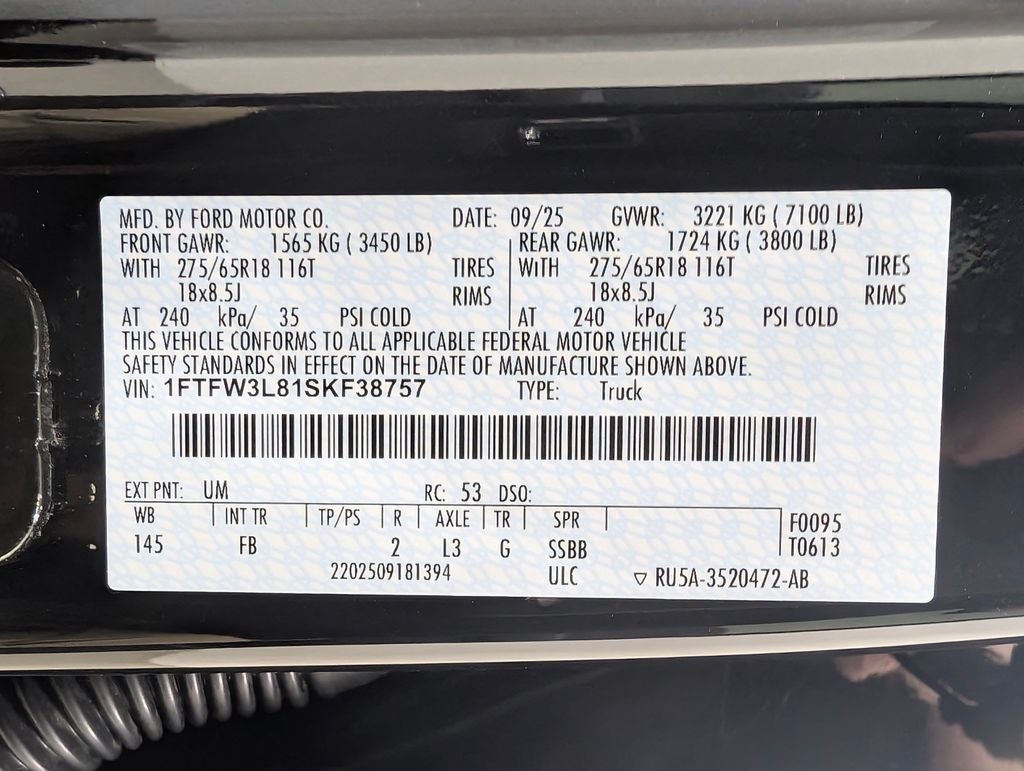 MFD. BY FORD MOTOR CO. DATE: 09/25 GVWR: 3221 KG ( 7100 LB)
FRONT GAWR: 1565 KG ( 3450 LB) REAR GAWR: 1724 KG ( 3800 LB)
WITH 275/65R18 116T TIRES WITH 275/65R18 116T TIRES
18x8.5J RIMS 18x8.5J RIMS
AT 240 kPa/ 35 PSI COLD AT 240 kPa/ 35 PSI COLD
THIS VEHICLE CONFORMS TO ALL APPLICABLE FEDERAL MOTOR VEHICLE
SAFETY STANDARDS IN EFFECT ON THE DATE OF MANUFACTURE SHOWN ABOVE.
VIN: 1FTFW3L81SKF38757 TYPE: Truck
EXT PNT: UM RC: 53 DSO:
WB INT TR TP/PS R AXLE TR SPR F0095
145 FB 2 L3 G SSBB T0613
2202509181394 ULC ▽ RU5A-3520472-AB